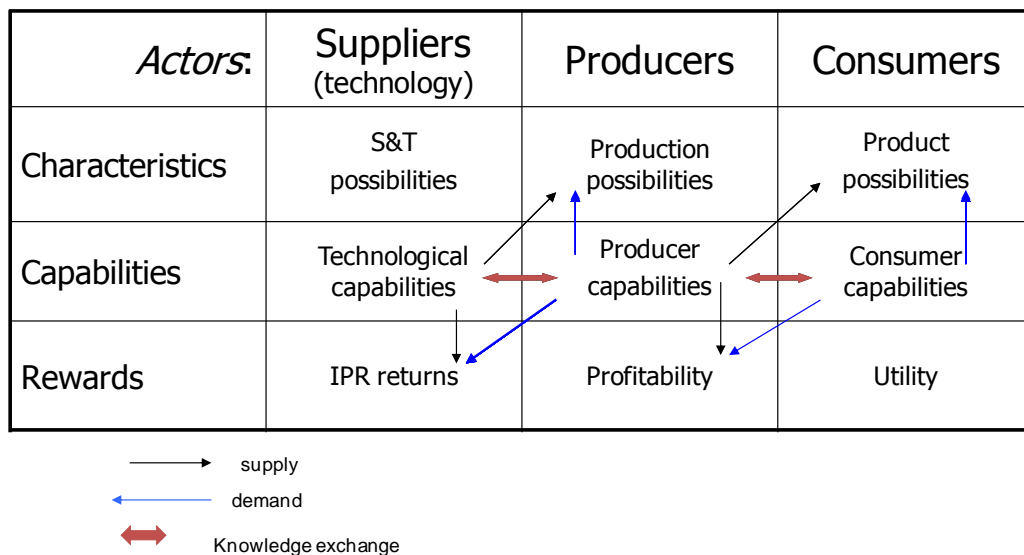 Actors:
Suppliers
(technology)
Producers
Consumers
Characteristics
S&T
possibilities
Production
possibilities
Product
possibilities
Capabilities
Technological
capabilities
Producer
capabilities
Consumer
capabilities
Rewards
IPR returns
Profitability
Utility
supply
demand
Knowledge exchange